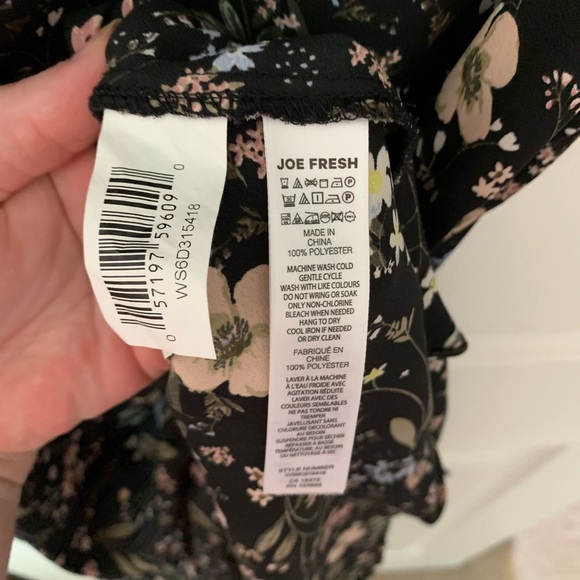 0 57197 59609 0
WS6D315418
JOE FRESH
MADE IN
CHINA
100% POLYESTER
MACHINE WASH COLD
GENTLE CYCLE
WASH WITH LIKE COLOURS
DO NOT WRING OR SOAK
ONLY NON-CHLORINE
BLEACH WHEN NEEDED
HANG TO DRY
COOL IRON IF NEEDED
OR DRY CLEAN
FABRIQUÉ EN
CHINE
100% POLYESTER
LAVER À LA MACHINE
À L'EAU FROIDE AVEC
AGITATION RÉDUITE
LAVER AVEC DES
COULEURS SEMBLABLES
NE PAS TORDRE NI
TREMPER
JAVELLISANT SANS
CHLORURE DÉCOLORANT
AU BESOIN
SUSPENDRE POUR SÉCHER
REPASSER À BASSE
TEMPÉRATURE, AU BESOIN
OU NETTOYAGE À SEC
STYLE NUMBER
WS6D315418